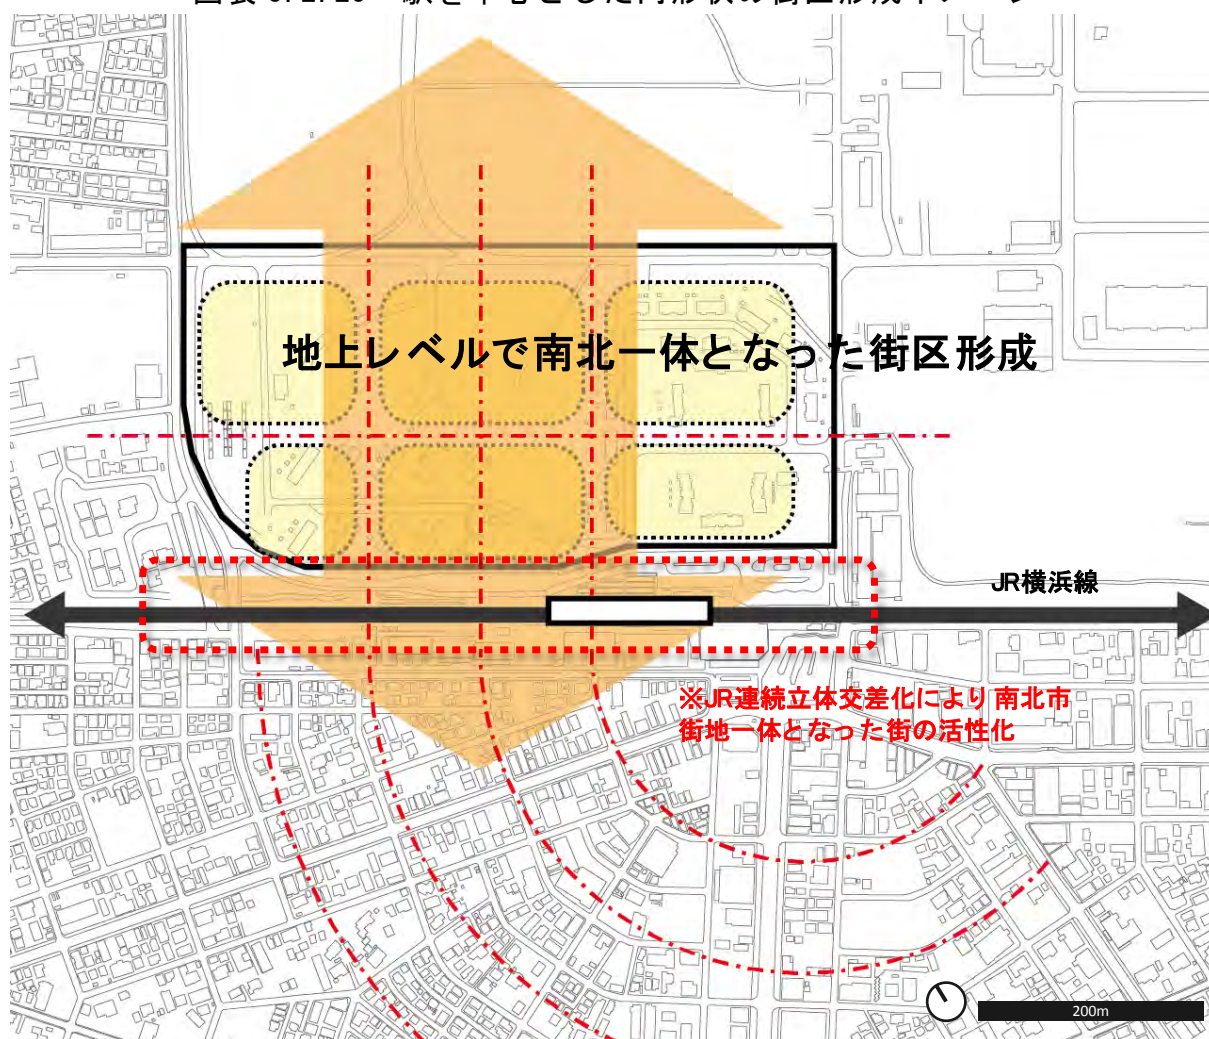 地上レベルで南北一体となった街区形成
JR横浜線
※JR連続立体交差化により南北市
街地一体となった街の活性化
200m